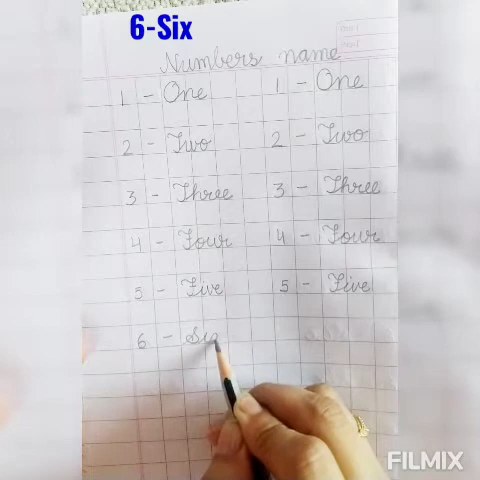 6-Six
Numbers name
1 - One 1 - One
2 - Two 2 - Two
3 - Three 3 - Three
4 - Four 4 - Four
5 - Five 5 - Five
6 - Si
FILMIX